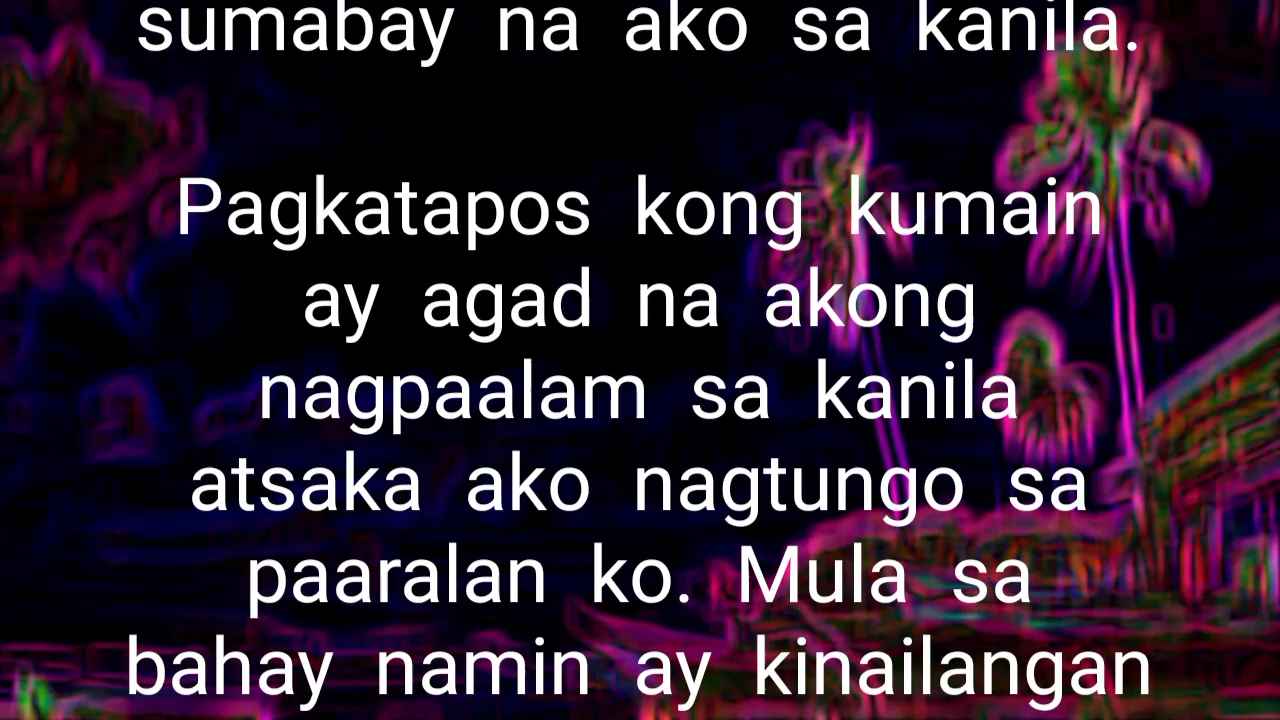 sumabay na ako sa kanila.
Pagkatapos kong kumain
ay agad na akong
nagpaalam sa kanila
atsaka ako nagtungo sa
paaralan ko. Mula sa
bahay namin ay kinailangan